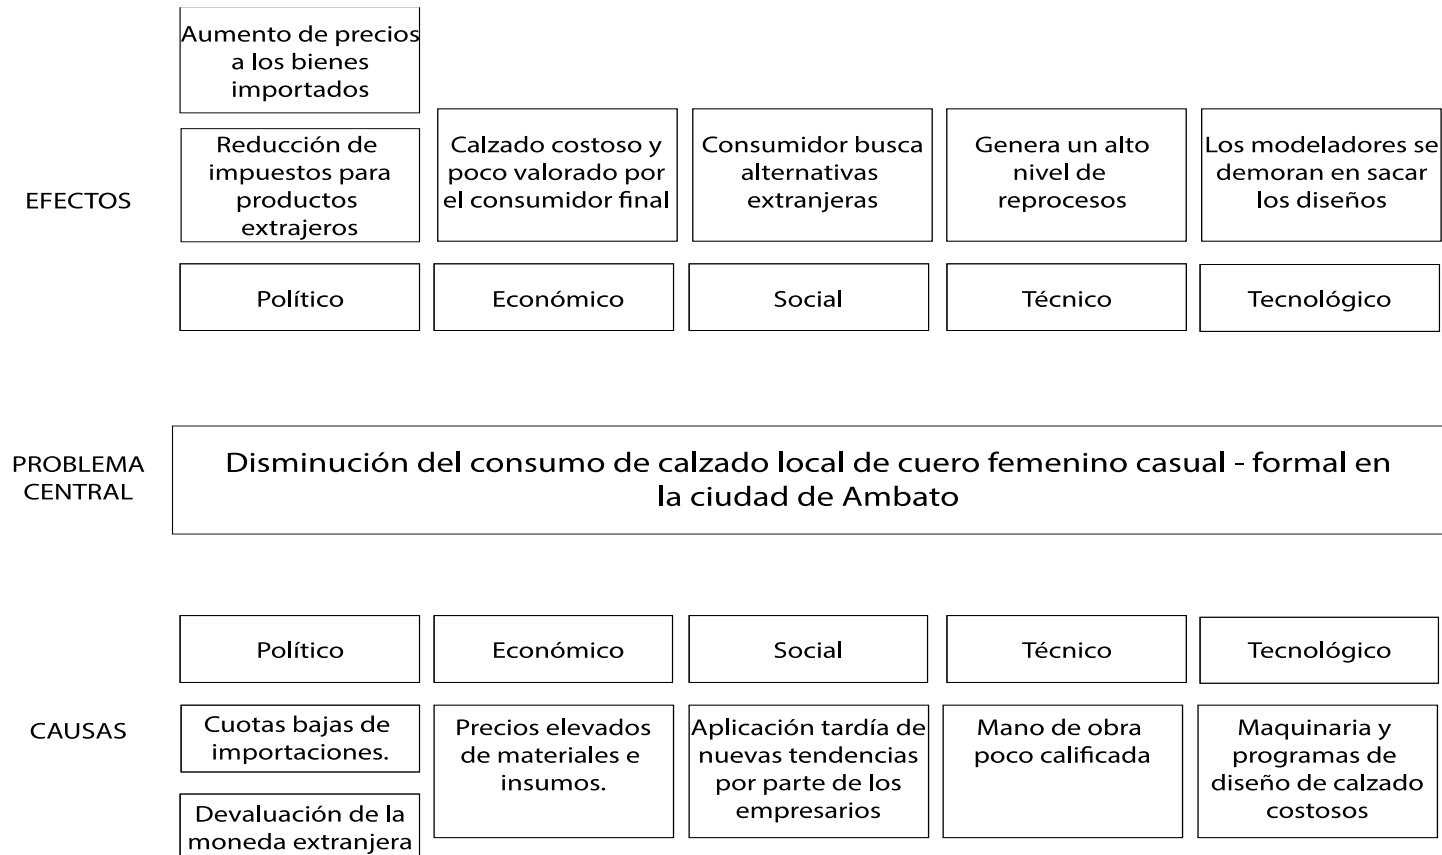 Aumento de precios
a los bienes
importados
EFECTOS
Reducción de
impuestos para
productos
extrajeros
Calzado costoso y
poco valorado por
el consumidor final
Consumidor busca
alternativas
extranjeras
Genera un alto
nivel de
reprocesos
Los modeladores se
demoran en sacar
los diseños
Político
Económico
Social
Técnico
Tecnológico
PROBLEMA
CENTRAL
Disminución del consumo de calzado local de cuero femenino casual - formal en
la ciudad de Ambato
Político
Económico
Social
Técnico
Tecnológico
CAUSAS
Cuotas bajas de
importaciones.
Devaluación de la
moneda extranjera
Precios elevados
de materiales e
insumos.
Aplicación tardía de
nuevas tendencias
por parte de los
empresarios
Mano de obra
poco calificada
Maquinaria y
programas de
diseño de calzado
costosos